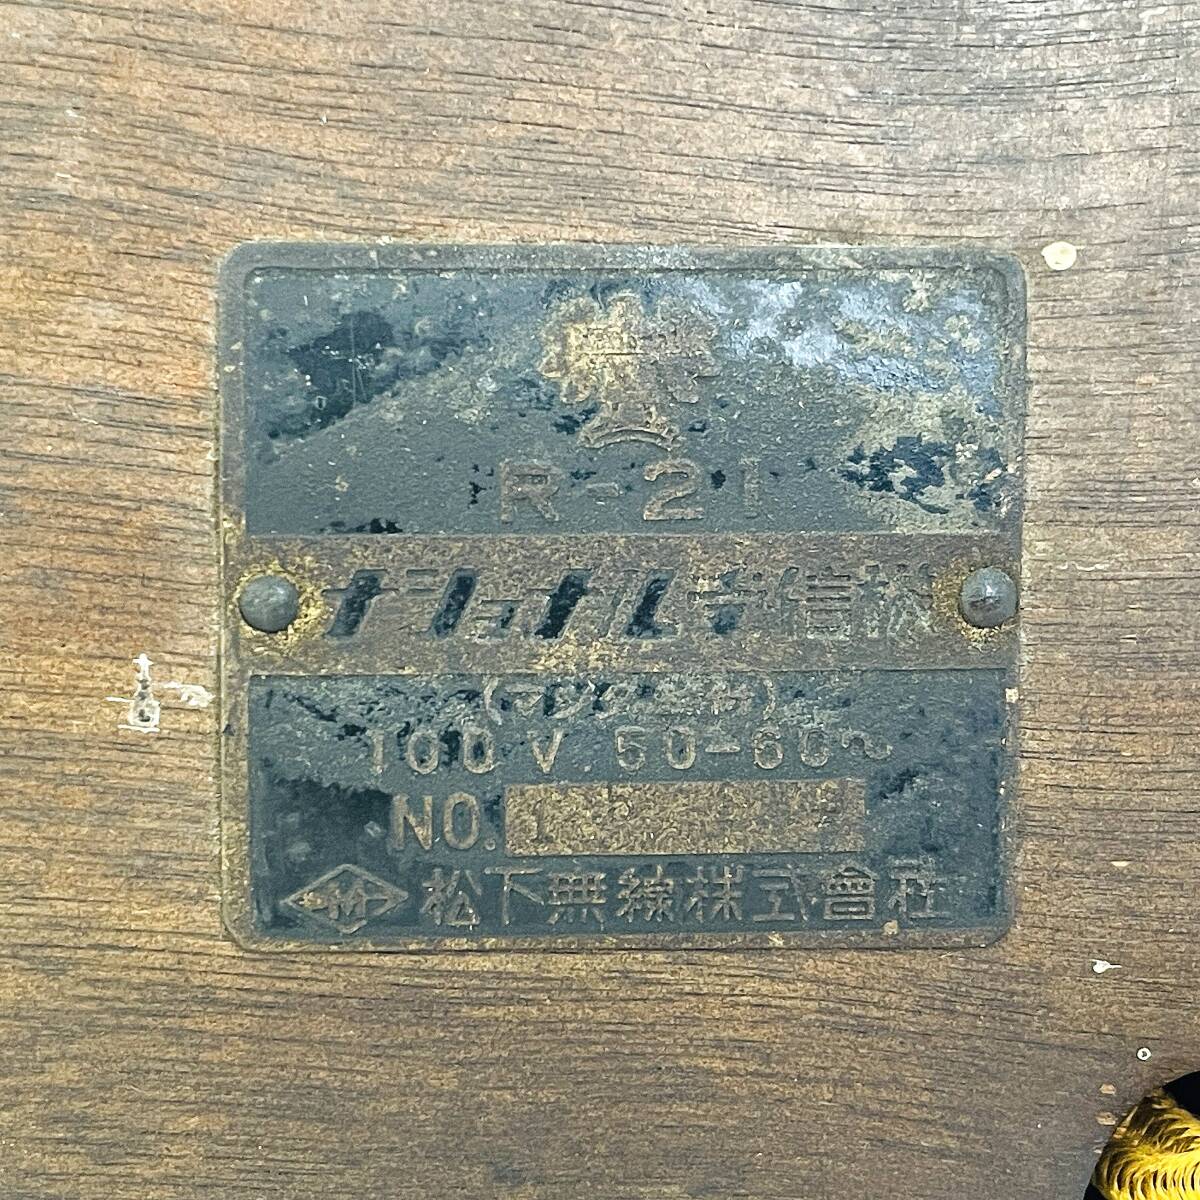 R-21
ナショナル受信機
100V 50-60~
NO. 1
M 松下無線株式會社